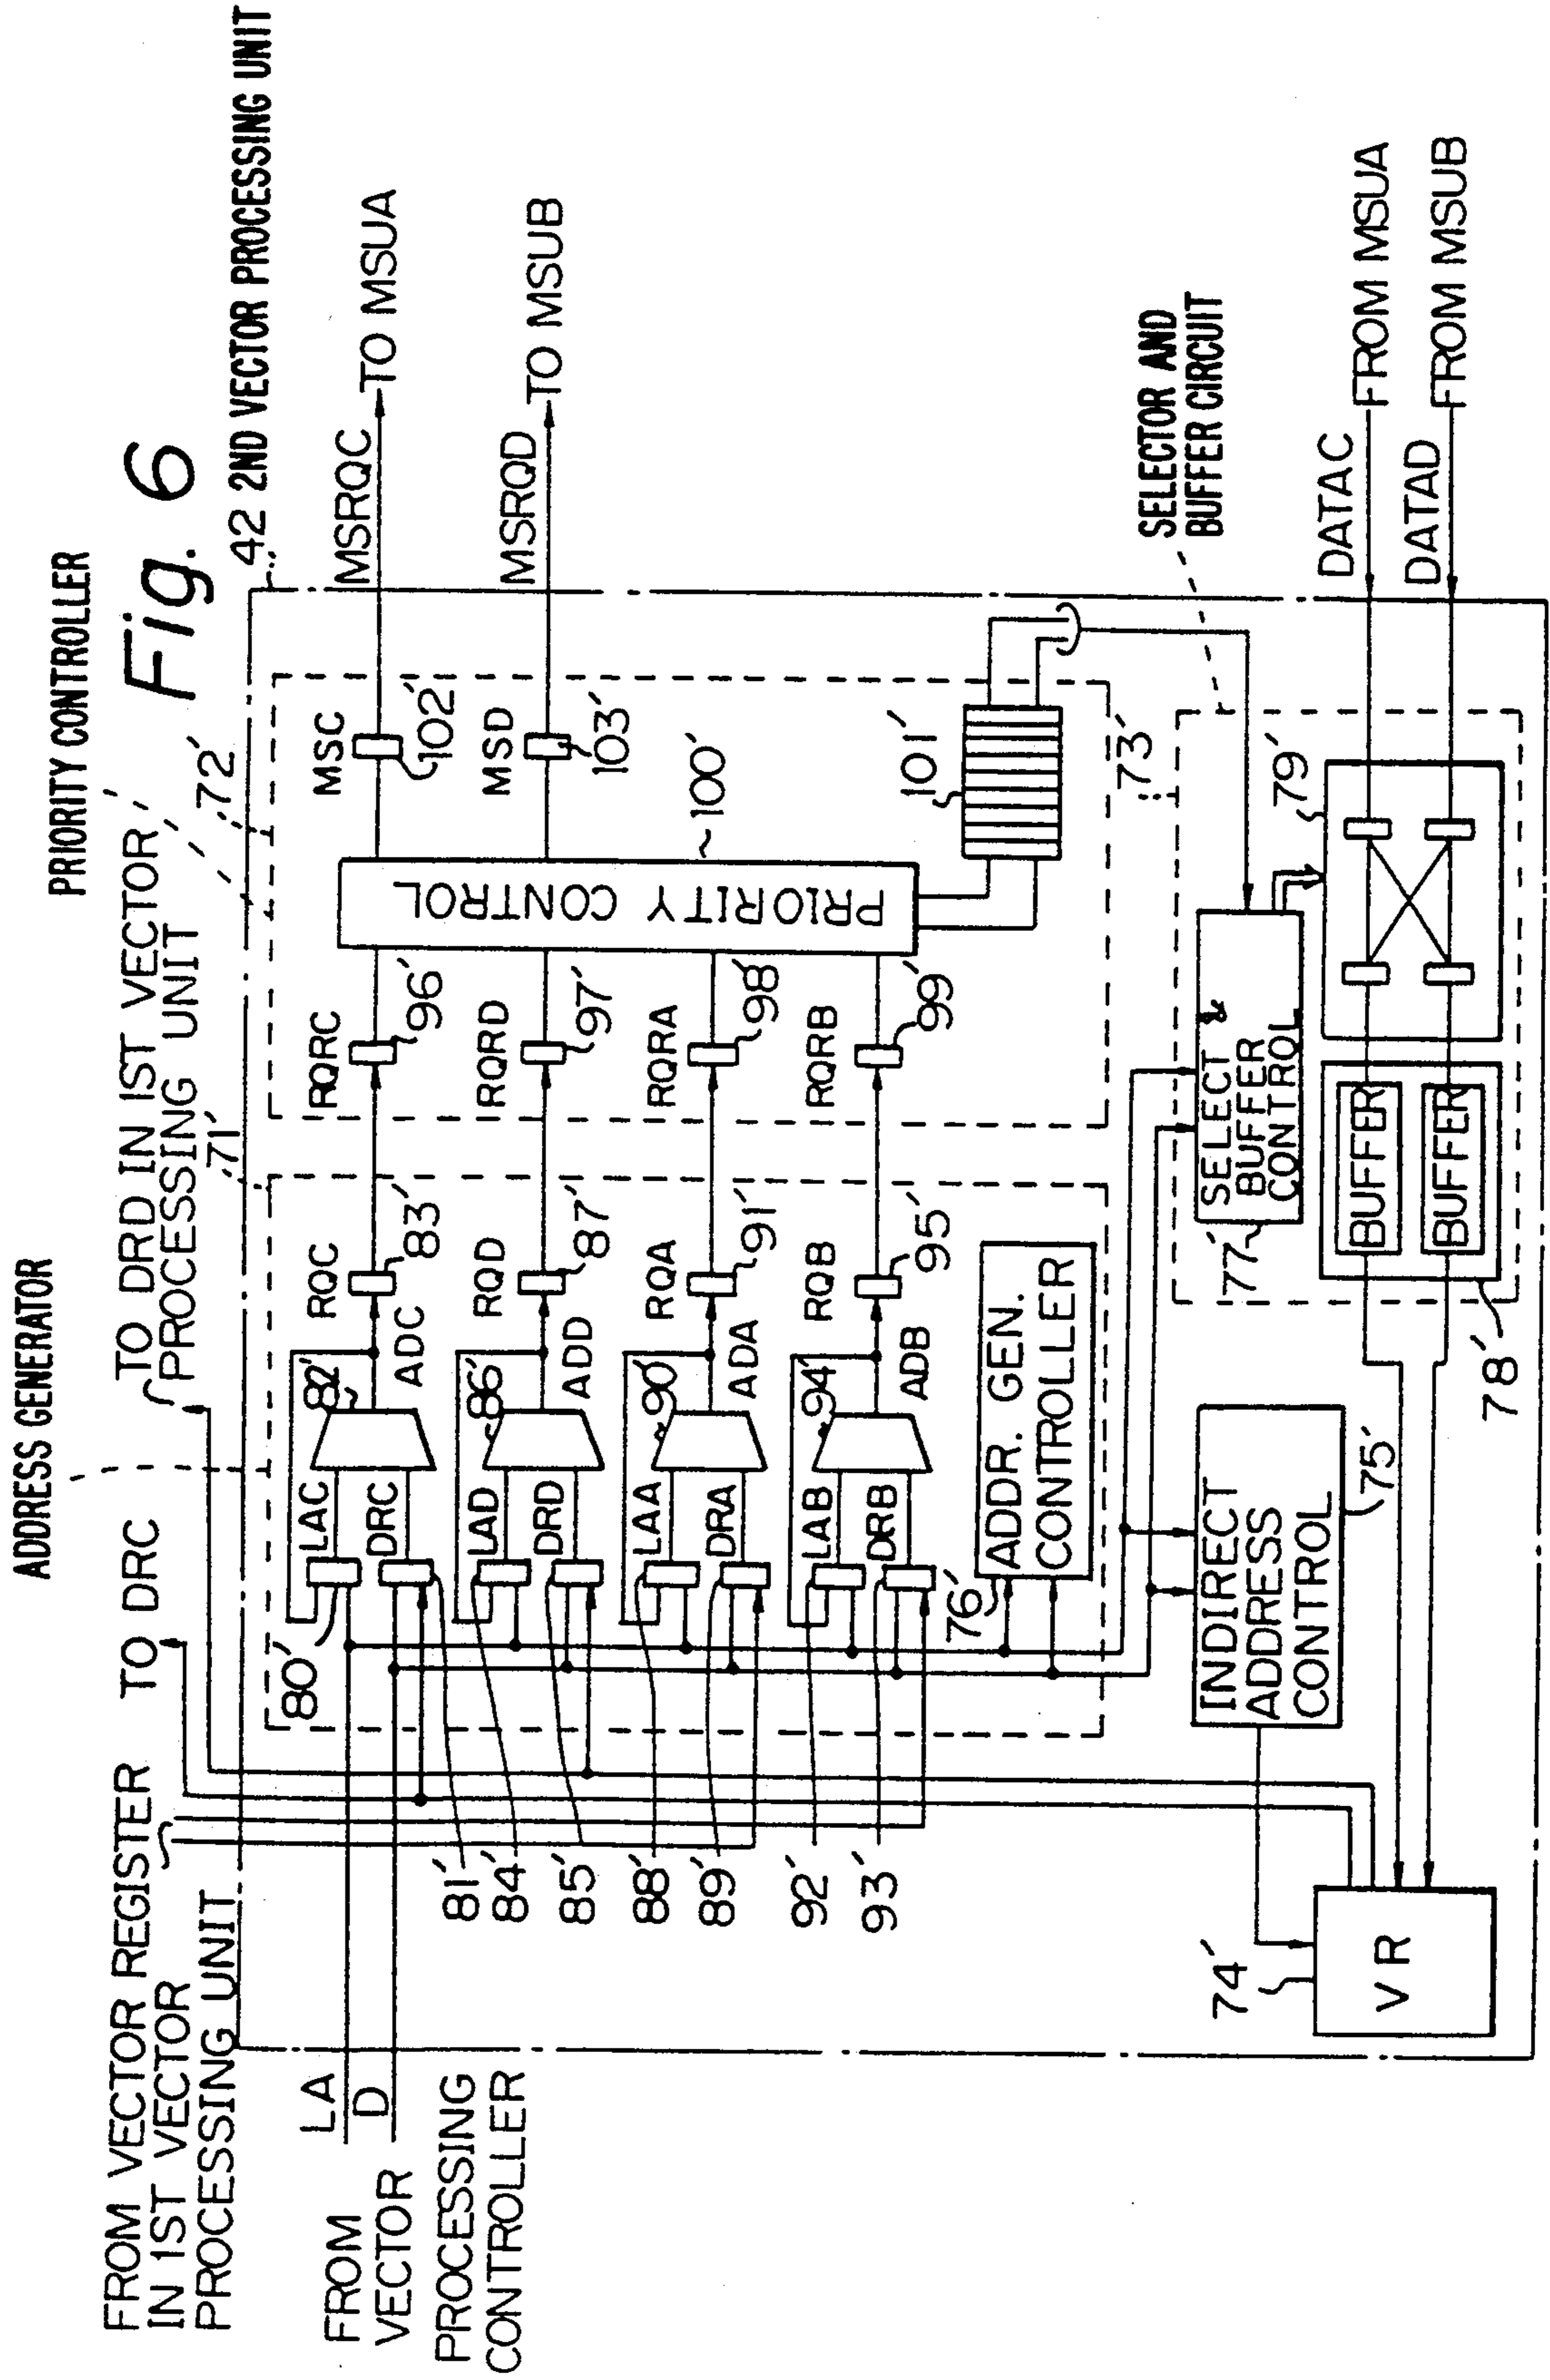 Fig. 6
ADDRESS GENERATOR
PRIORITY CONTROLLER
FROM VECTOR REGISTER
IN 1ST VECTOR
PROCESSING UNIT
TO DRC
TO DRD IN 1ST VECTOR
PROCESSING UNIT
71'
72'
42 2ND VECTOR PROCESSING UNIT
LA
D
FROM
VECTOR
PROCESSING
CONTROLLER
80'
LAC
DRC
82'
ADC
RQC
83'
RQRC
96'
MSC
102'
MSRQC
TO MSUA
81'
84'
85'
LAD
DRD
86'
ADD
RQD
87'
RQRD
97'
MSD
103'
MSRQD
TO MSUB
88'
89'
LAA
DRA
90'
ADA
RQA
91'
RQRA
98'
PRIORITY CONTROL
100'
92'
93'
LAB
DRB
94'
ADB
RQB
95'
RQRB
99'
101'
76'
ADDR. GEN.
CONTROLLER
73'
SELECTOR AND
BUFFER CIRCUIT
74'
VR
INDIRECT
ADDRESS
CONTROL
75'
77'
SELECT &
BUFFER
CONTROL
79'
78'
BUFFER
BUFFER
DATAC
FROM MSUA
DATAD
FROM MSUB